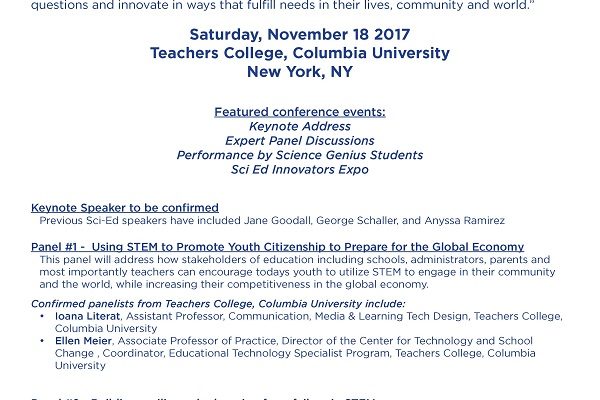 questions and innovate in ways that fulfill needs in their lives, community and world.”
Saturday, November 18 2017
Teachers College, Columbia University
New York, NY
Featured conference events:
Keynote Address
Expert Panel Discussions
Performance by Science Genius Students
Sci Ed Innovators Expo
Keynote Speaker to be confirmed
Previous Sci-Ed speakers have included Jane Goodall, George Schaller, and Anyssa Ramirez
Panel #1 - Using STEM to Promote Youth Citizenship to Prepare for the Global Economy
This panel will address how stakeholders of education including schools, administrators, parents and
most importantly teachers can encourage todays youth to utilize STEM to engage in their community
and the world, while increasing their competitiveness in the global economy.
Confirmed panelists from Teachers College, Columbia University include:
• Ioana Literat, Assistant Professor, Communication, Media & Learning Tech Design, Teachers College,
Columbia University
• Ellen Meier, Associate Professor of Practice, Director of the Center for Technology and School
Change , Coordinator, Educational Technology Specialist Program, Teachers College, Columbia
University